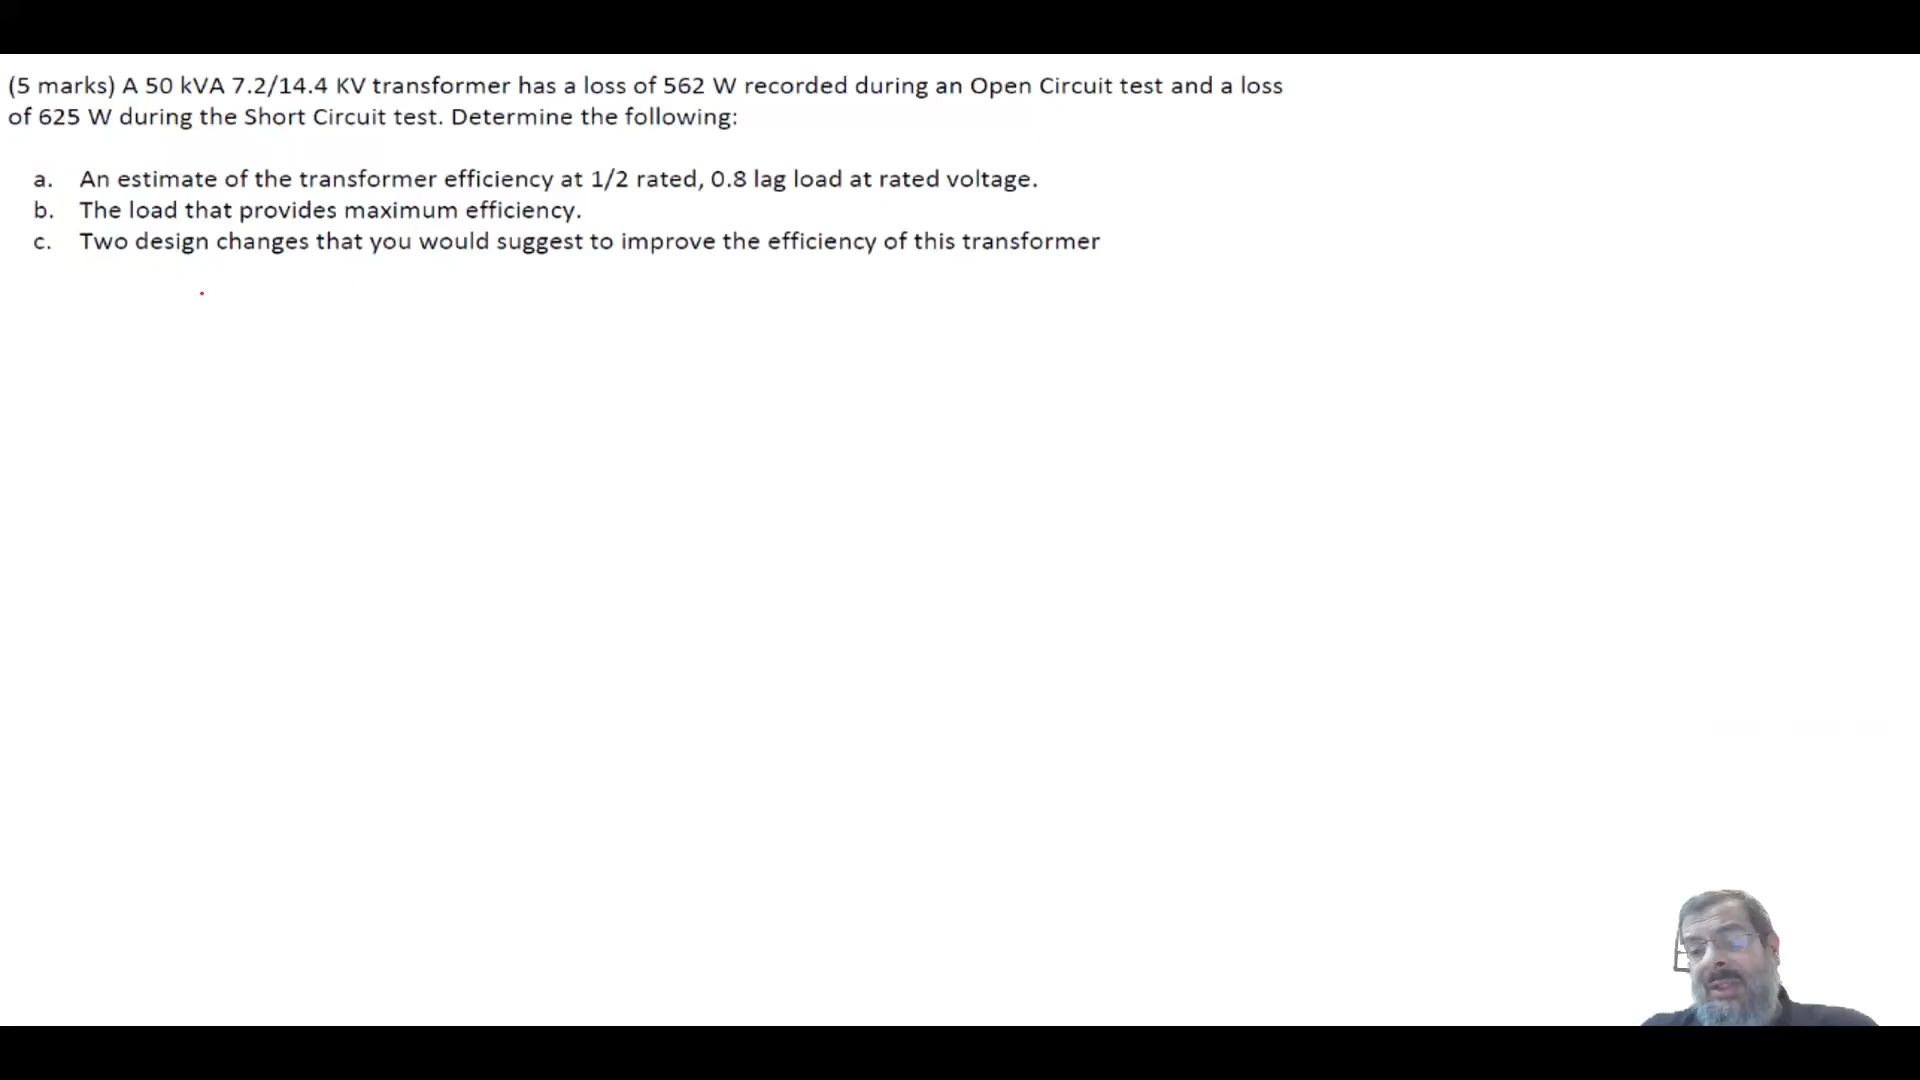 (5 marks) A 50 kVA 7.2/14.4 KV transformer has a loss of 562 W recorded during an Open Circuit test and a loss
of 625 W during the Short Circuit test. Determine the following:
a. An estimate of the transformer efficiency at 1/2 rated, 0.8 lag load at rated voltage.
b. The load that provides maximum efficiency.
c. Two design changes that you would suggest to improve the efficiency of this transformer